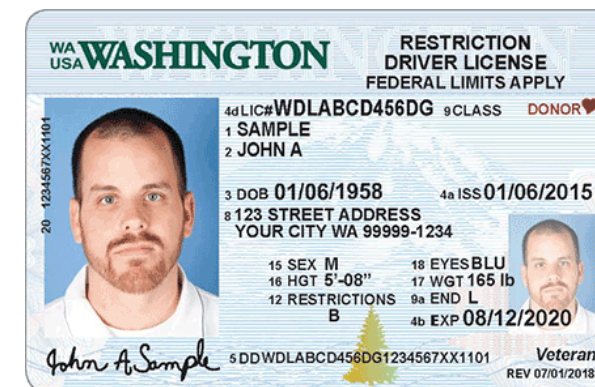 WA
USA
WASHINGTON
RESTRICTION
DRIVER LICENSE
FEDERAL LIMITS APPLY
20 1234567XX1101
4d LIC# WDLABCD456DG 9 CLASS DONOR
1 SAMPLE
2 JOHN A
3 DOB 01/06/1958 4a ISS 01/06/2015
8 123 STREET ADDRESS
YOUR CITY WA 99999-1234
15 SEX M 18 EYES BLU
16 HGT 5'-08" 17 WGT 165 lb
12 RESTRICTIONS 9a END L
B 4b EXP 08/12/2020
John A Sample
5 DD WDLABCD456DG1234567XX1101 Veteran
REV 07/01/2018